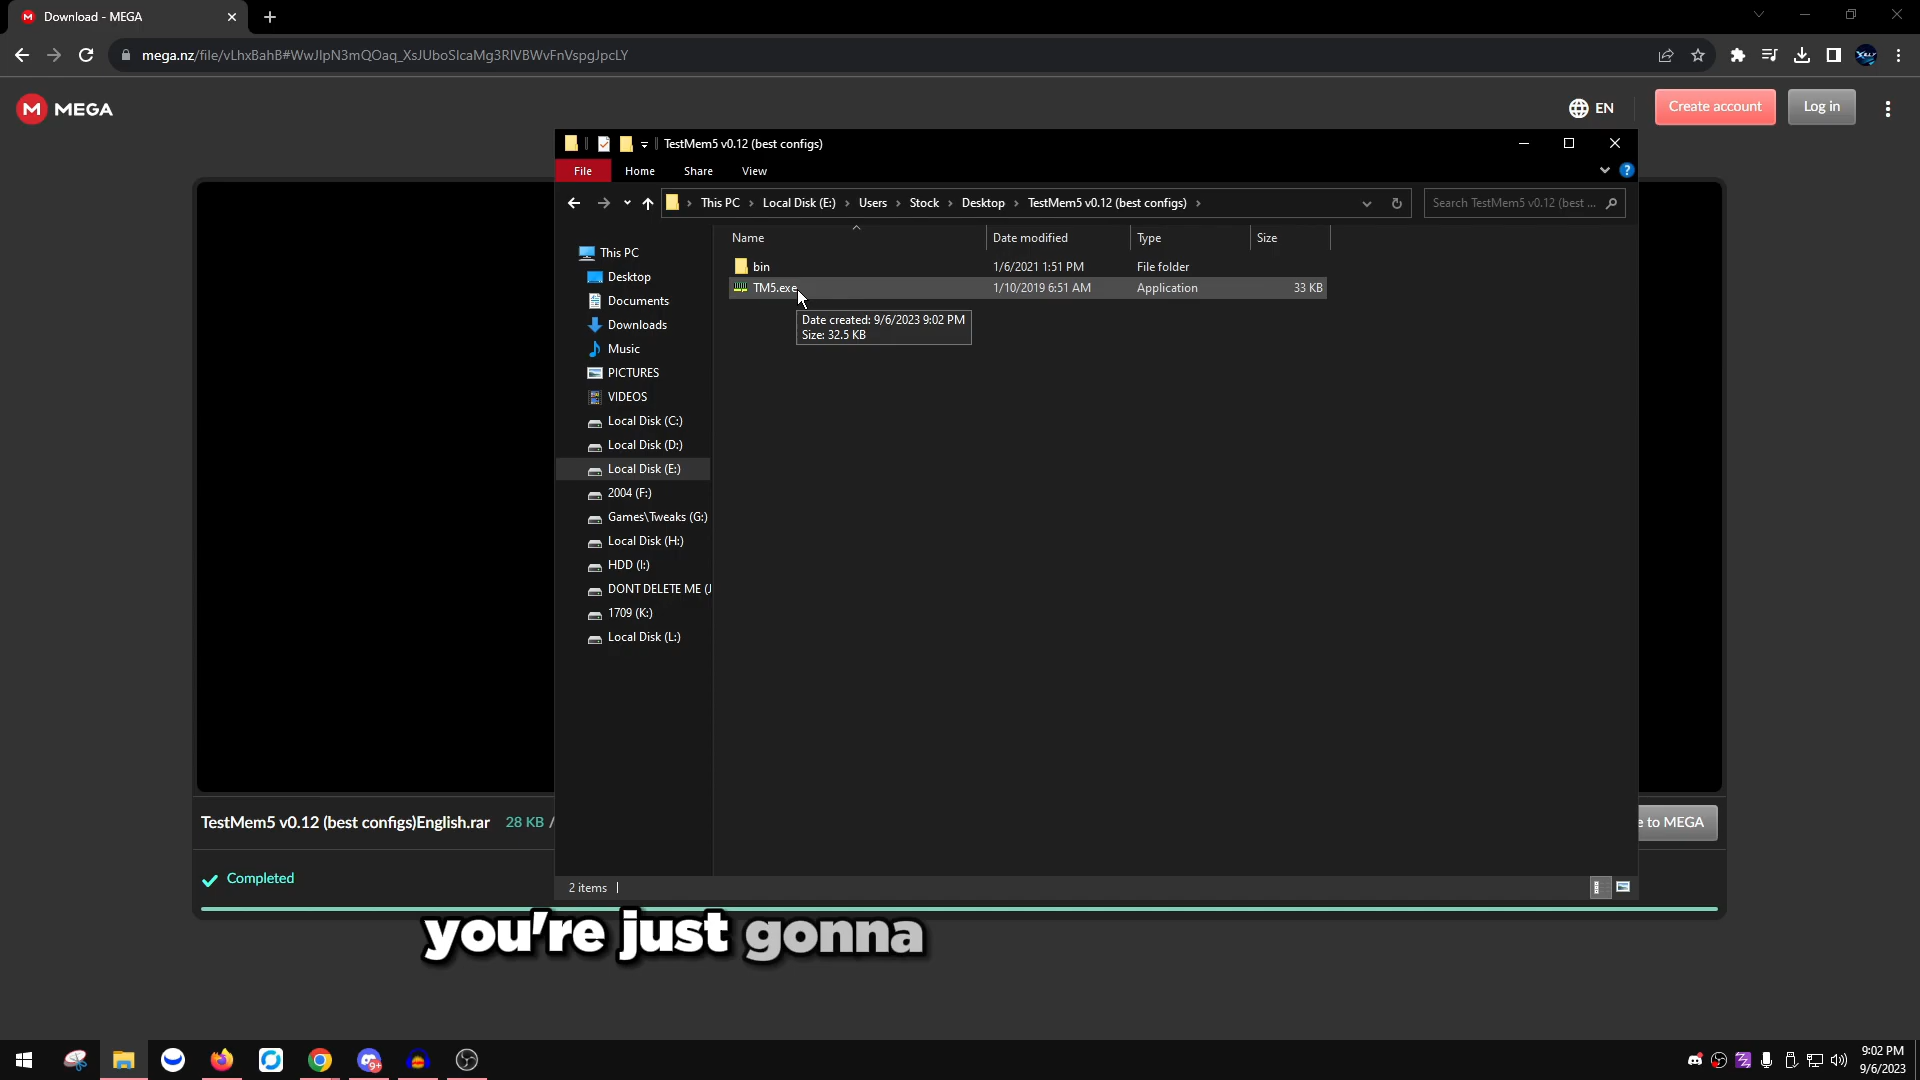 Download - MEGA
mega.nz/file/vLhxBahB#WwJlpN3mQOaq_XsJUboSlcaMg3RlVBWvFnVspgJpcLY
M MEGA
EN
Create account
Log in
TestMem5 v0.12 (best configs)
File
Home
Share
View
This PC
Local Disk (E:)
Users
Stock
Desktop
TestMem5 v0.12 (best configs)
Search TestMem5 v0.12 (best ...
Name
Date modified
Type
Size
bin
1/6/2021 1:51 PM
File folder
TM5.exe
1/10/2019 6:51 AM
Application
33 KB
Date created: 9/6/2023 9:02 PM
Size: 32.5 KB
This PC
Desktop
Documents
Downloads
Music
PICTURES
VIDEOS
Local Disk (C:)
Local Disk (D:)
Local Disk (E:)
2004 (F:)
Games\Tweaks (G:)
Local Disk (H:)
HDD (I:)
DONT DELETE ME (J
1709 (K:)
Local Disk (L:)
TestMem5 v0.12 (best configs)English.rar
28 KB /
e to MEGA
Completed
2 items
you're just gonna
9+
9:02 PM
9/6/2023